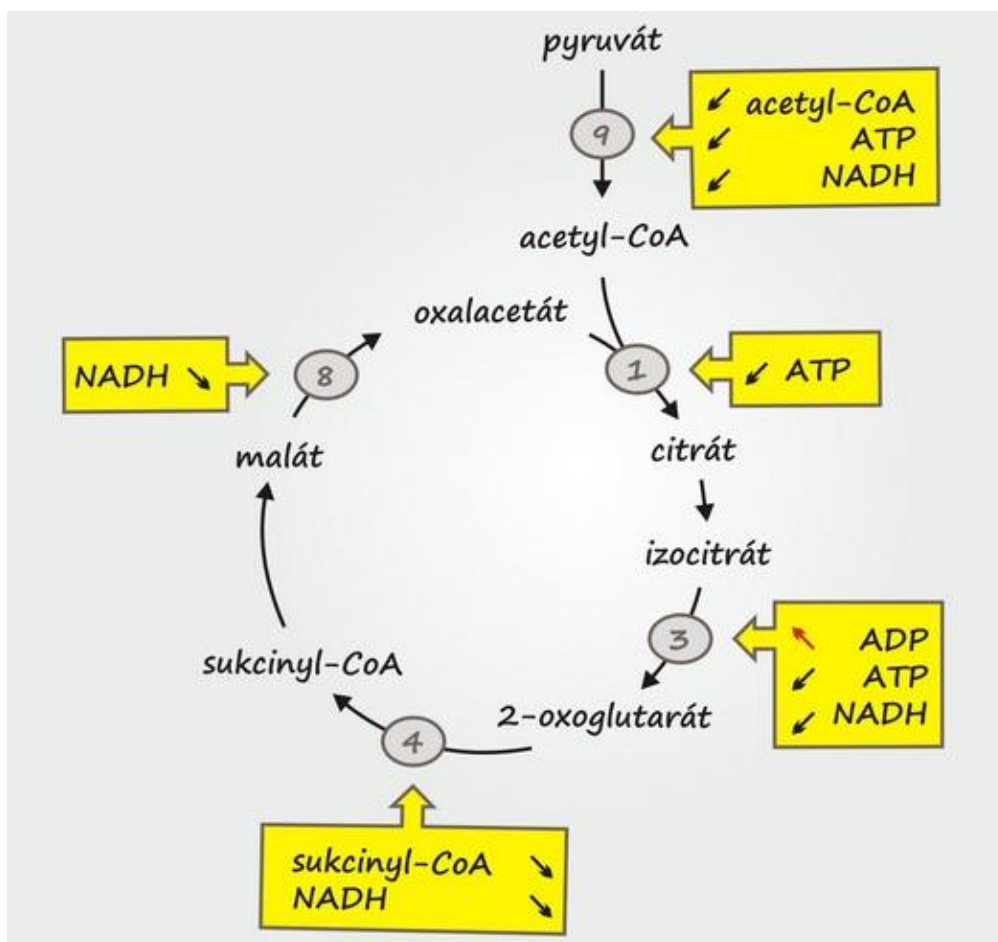 pyruvát
9
acetyl-CoA
ATP
NADH
acetyl-CoA
oxalacetát
NADH
8
1
ATP
malát
citrát
izocitrát
3
ADP
ATP
NADH
sukcinyl-CoA
2-oxoglutarát
4
sukcinyl-CoA
NADH